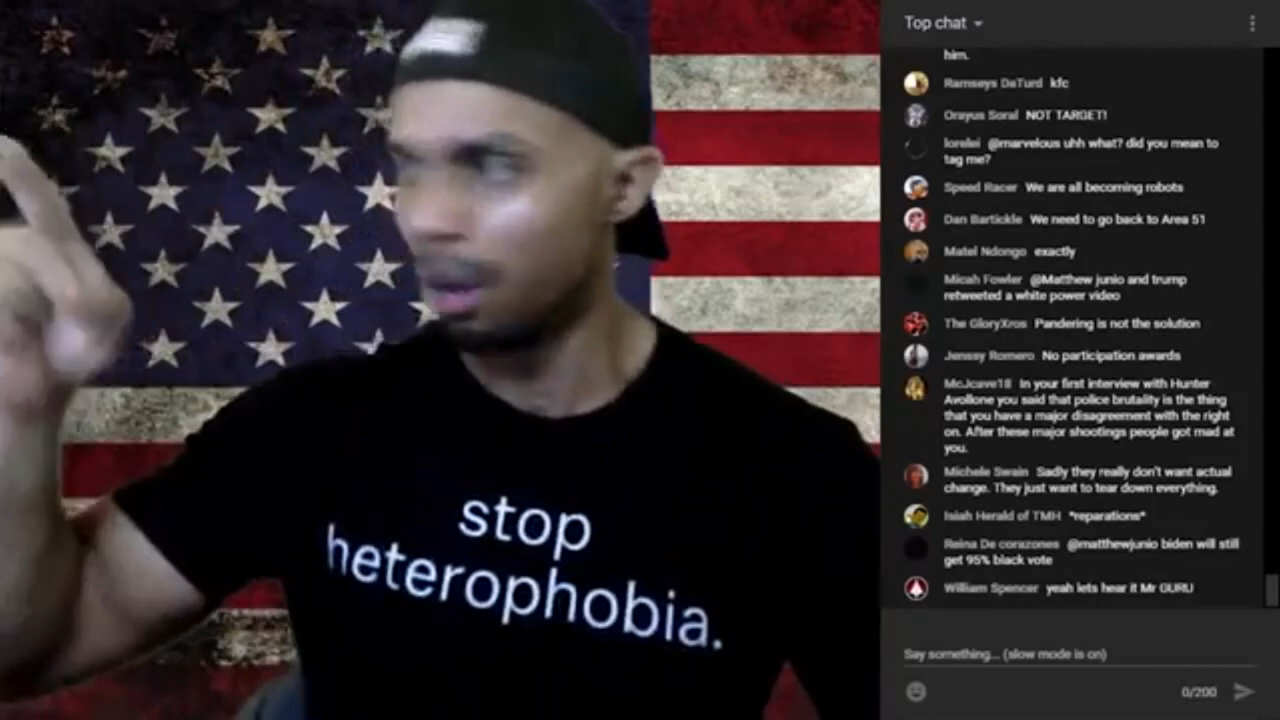 stop
heterophobia.
Top chat
him.
Ramseys DaTurd kfc
Orayus Soral NOT TARGET!
lorelei @marvelous uhh what? did you mean to
tag me?
Speed Racer We are all becoming robots
Dan Bartickle We need to go back to Area 51
Matel Ndongo exactly
Micah Fowler @Matthew junio and trump
retweeted a white power video
The GloryXros Pandering is not the solution
Jenssy Romero No participation awards
McJcave18 In your first interview with Hunter
Avollone you said that police brutality is the thing
that you have a major disagreement with the right
on. After these major shootings people got mad at
you.
Michele Swain Sadly they really don't want actual
change. They just want to tear down everything.
Isiah Herald of TMH *reparations*
Reina De corazones @matthewjunio biden will still
get 95% black vote
William Spencer yeah lets hear it Mr GURU
Say something... (slow mode is on)
0/200